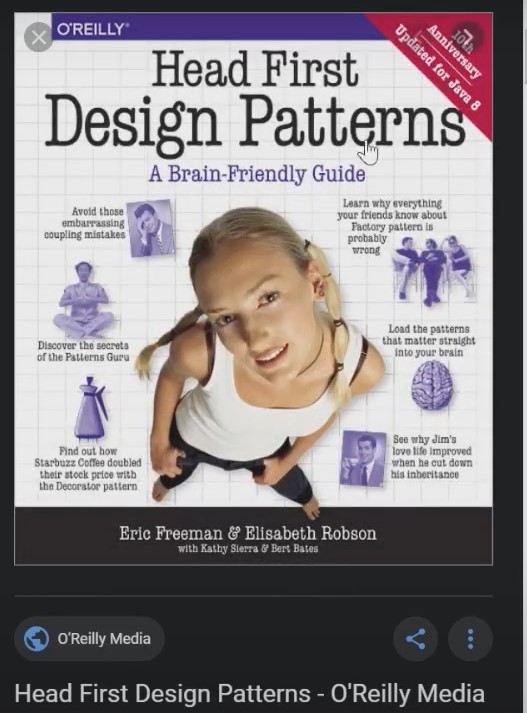 O'REILLY®
10th
Anniversary
Updated for Java 8
Head First
Design Patterns
A Brain-Friendly Guide
Avoid those
embarrassing
coupling mistakes
Learn why everything
your friends know about
Factory pattern is
probably
wrong
Discover the secrets
of the Patterns Guru
Load the patterns
that matter straight
into your brain
Find out how
Starbuzz Coffee doubled
their stock price with
the Decorator pattern
See why Jim's
love life improved
when he cut down
his inheritance
Eric Freeman & Elisabeth Robson
with Kathy Sierra & Bert Bates
O'Reilly Media
Head First Design Patterns - O'Reilly Media